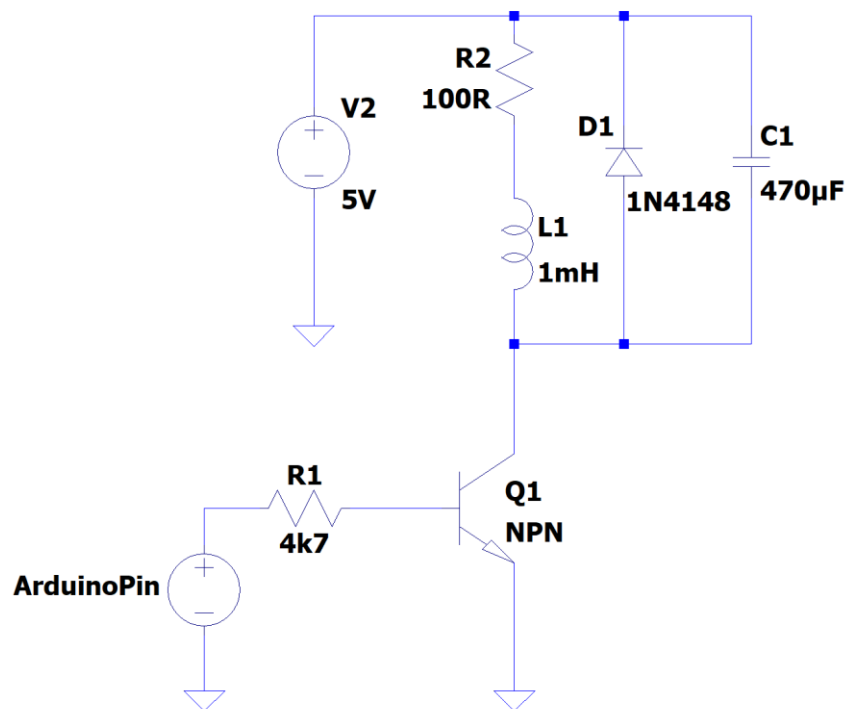 R2
100R
V2
5V
D1
1N4148
C1
470µF
L1
1mH
R1
4k7
Q1
NPN
ArduinoPin